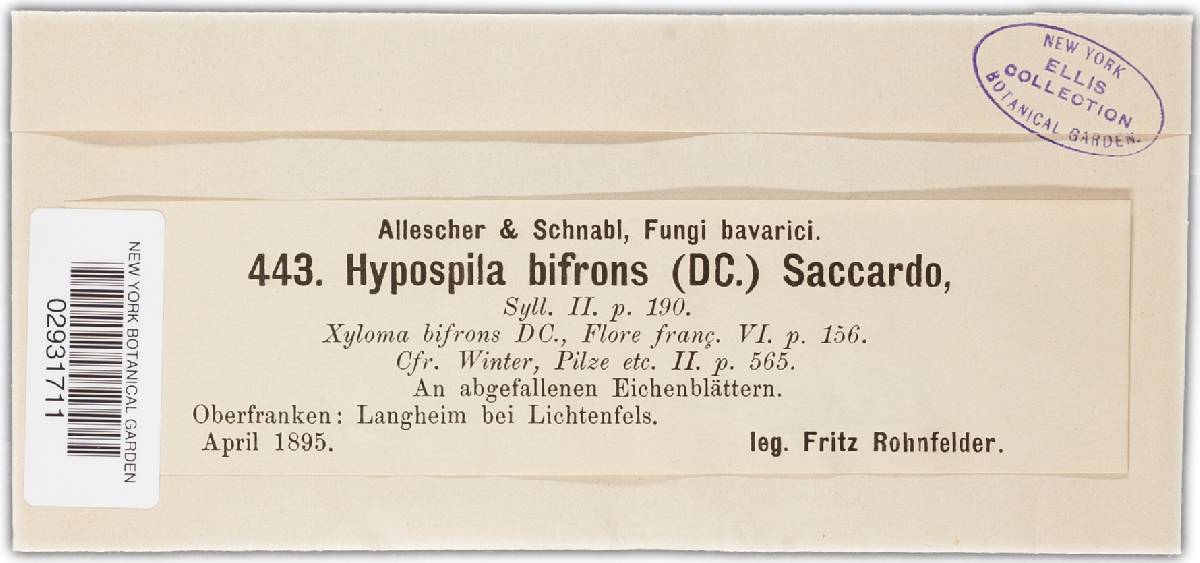 NEW YORK
ELLIS
COLLECTION
BOTANICAL GARDEN.
Allescher & Schnabl, Fungi bavarici.
443. Hypospila bifrons (DC.) Saccardo,
Syll. II. p. 190.
Xyloma bifrons DC., Flore franç. VI. p. 156.
Cfr. Winter, Pilze etc. II. p. 565.
An abgefallenen Eichenblättern.
Oberfranken: Langheim bei Lichtenfels.
April 1895.
leg. Fritz Rohnfelder.
NEW YORK BOTANICAL GARDEN
02931711